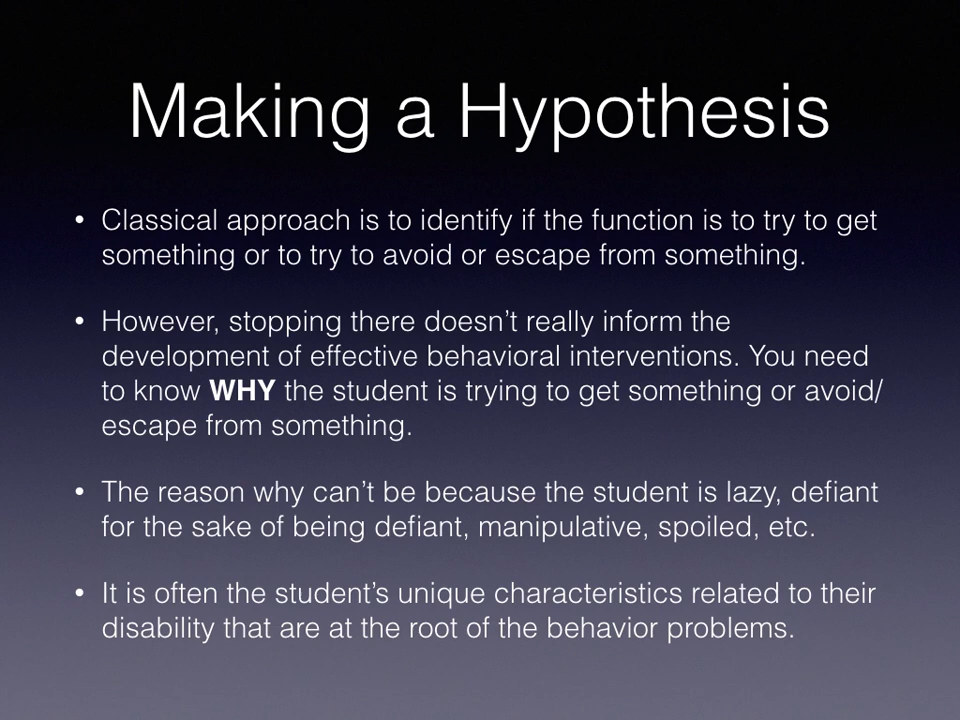 Making a Hypothesis
• Classical approach is to identify if the function is to try to get
something or to try to avoid or escape from something.
• However, stopping there doesn’t really inform the
development of effective behavioral interventions. You need
to know WHY the student is trying to get something or avoid/
escape from something.
• The reason why can’t be because the student is lazy, defiant
for the sake of being defiant, manipulative, spoiled, etc.
• It is often the student’s unique characteristics related to their
disability that are at the root of the behavior problems.